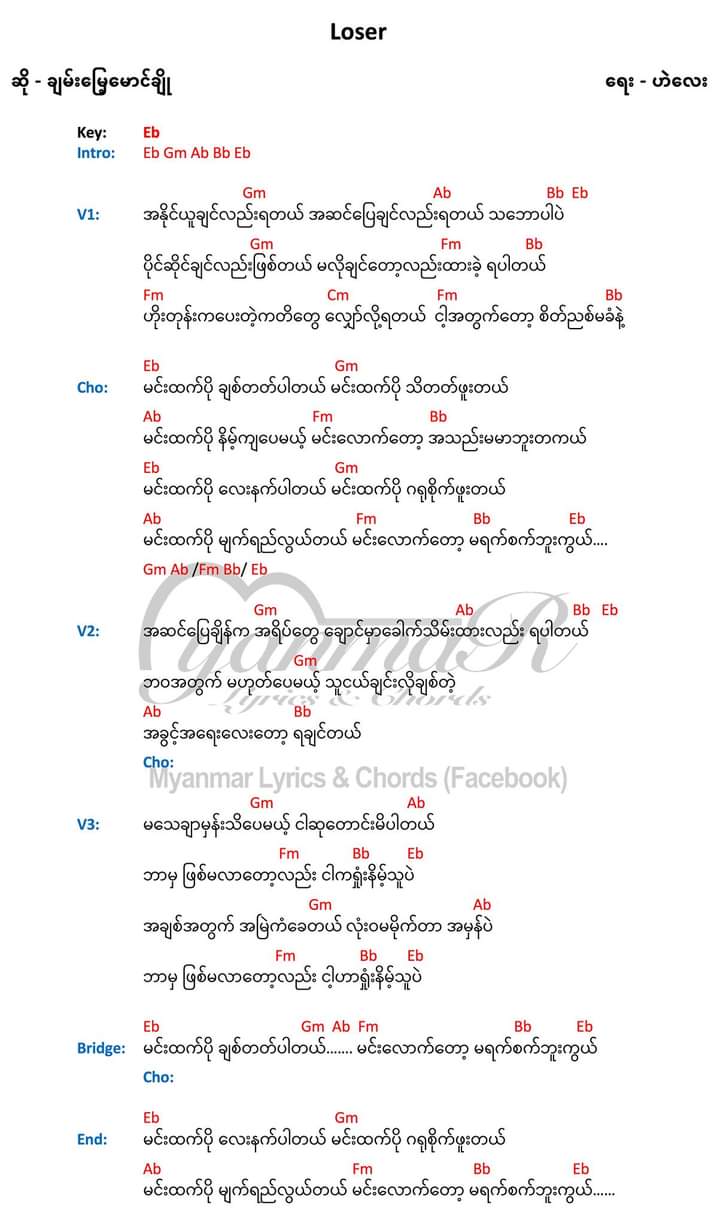 Loser
ဆို - ချမ်းမြေ့မောင်ချို ရေး - ဟဲလေး
Key: Eb
Intro: Eb Gm Ab Bb Eb
Gm Ab Bb Eb
V1: အနိုင်ယူချင်လည်းရတယ် အဆင်ပြေချင်လည်းရတယ် သဘောပါပဲ
Gm Fm Bb
ပိုင်ဆိုင်ချင်လည်းဖြစ်တယ် မလိုချင်တော့လည်းထားခဲ့ ရပါတယ်
Fm Cm Fm Bb
ဟိုးတုန်းကပေးတဲ့ကတိတွေ လျှော်လို့ရတယ် ငါ့အတွက်တော့ စိတ်ညစ်မခံနဲ့
Eb Gm
Cho: မင်းထက်ပို ချစ်တတ်ပါတယ် မင်းထက်ပို သိတတ်ဖူးတယ်
Ab Fm Bb
မင်းထက်ပို နိမ့်ကျပေမယ့် မင်းလောက်တော့ အသည်းမမာဘူးတကယ်
Eb Gm
မင်းထက်ပို လေးနက်ပါတယ် မင်းထက်ပို ဂရုစိုက်ဖူးတယ်
Ab Fm Bb Eb
မင်းထက်ပို မျက်ရည်လွယ်တယ် မင်းလောက်တော့ မရက်စက်ဘူးကွယ်....
Gm Ab /Fm Bb/ Eb
Gm Ab Bb Eb
V2: အဆင်ပြေချိန်က အရိပ်တွေ ချောင်မှာခေါက်သိမ်းထားလည်း ရပါတယ်
Gm
ဘဝအတွက် မဟုတ်ပေမယ့် သူငယ်ချင်းလိုချစ်တဲ့
Ab Bb
အခွင့်အရေးလေးတော့ ရချင်တယ်
Cho:
MyanmaR
Lyrics & Chords
Myanmar Lyrics & Chords (Facebook)
Gm Ab
V3: မသေချာမှန်းသိပေမယ့် ငါဆုတောင်းမိပါတယ်
Fm Bb Eb
ဘာမှ ဖြစ်မလာတော့လည်း ငါကရှုံးနိမ့်သူပဲ
Gm Ab
အချစ်အတွက် အမြဲကံခေတယ် လုံးဝမမိုက်တာ အမှန်ပဲ
Fm Bb Eb
ဘာမှ ဖြစ်မလာတော့လည်း ငါ့ဟာရှုံးနိမ့်သူပဲ
Eb Gm Ab Fm Bb Eb
Bridge: မင်းထက်ပို ချစ်တတ်ပါတယ်....... မင်းလောက်တော့ မရက်စက်ဘူးကွယ်
Cho:
Eb Gm
End: မင်းထက်ပို လေးနက်ပါတယ် မင်းထက်ပို ဂရုစိုက်ဖူးတယ်
Ab Fm Bb Eb
မင်းထက်ပို မျက်ရည်လွယ်တယ် မင်းလောက်တော့ မရက်စက်ဘူးကွယ်......